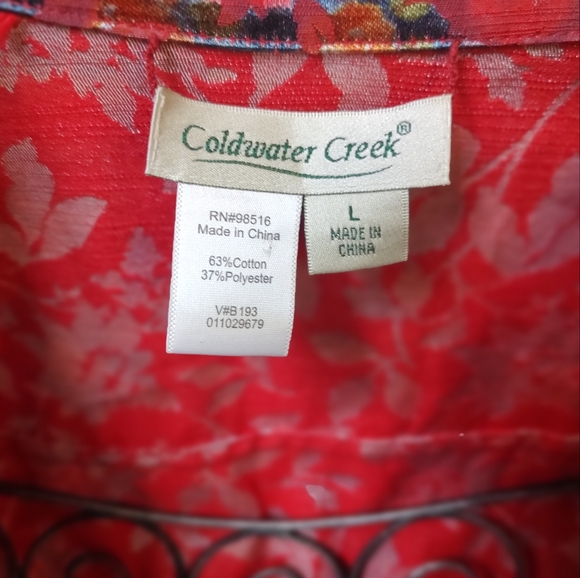 Coldwater Creek®
RN#98516
Made in China
63%Cotton
37%Polyester
V#B193
011029679
L
MADE IN
CHINA